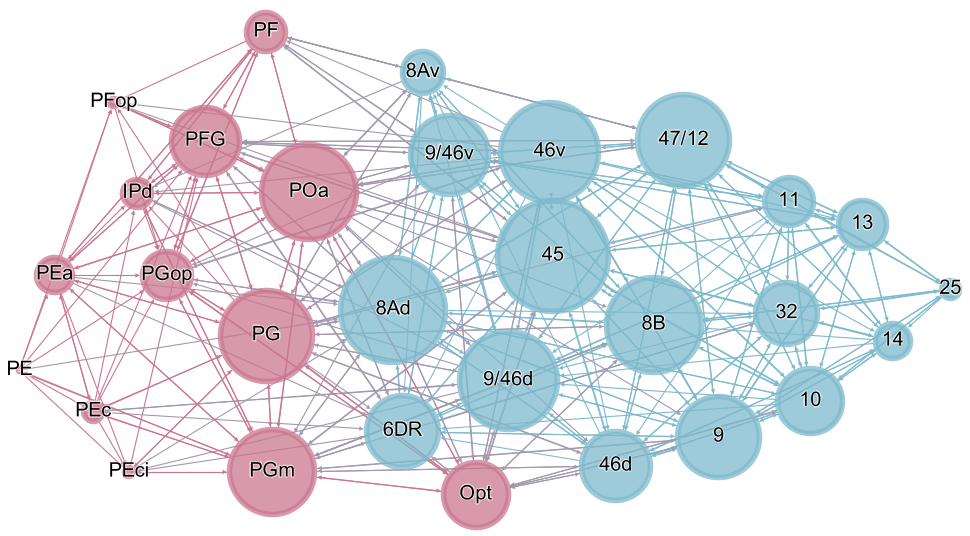 PF
8Av
PFop
PFG
9/46v
46v
47/12
IPd
POa
11
13
PEa
PGop
45
25
8Ad
PG
8B
32
14
PE
9/46d
PEc
6DR
10
9
PEci
PGm
46d
Opt